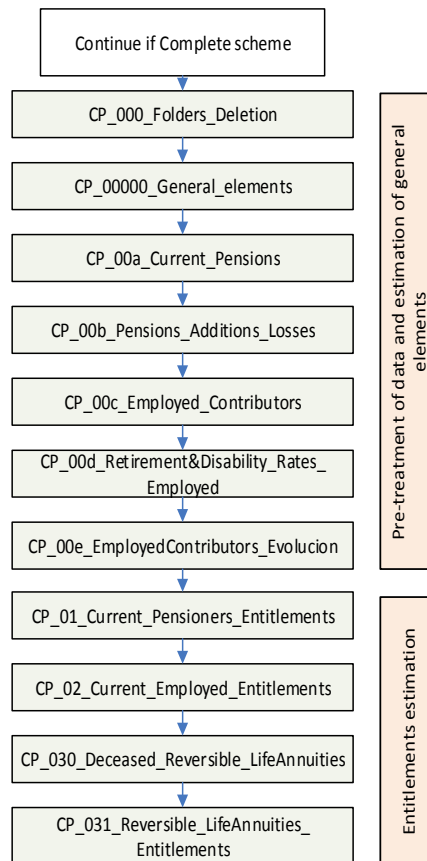 Continue if Complete scheme
CP_000_Folders_Deletion
CP_00000_General_elements
CP_00a_Current_Pensions
CP_00b_Pensions_Additions_Losses
CP_00c_Employed_Contributors
CP_00d_Retirement&Disability_Rates_
Employed
CP_00e_EmployedContributors_Evolucion
Pre-treatment of data and estimation of general
elements
CP_01_Current_Pensioners_Entitlements
CP_02_Current_Employed_Entitlements
CP_030_Deceased_Reversible_LifeAnnuities
CP_031_Reversible_LifeAnnuities_
Entitlements
Entitlements estimation